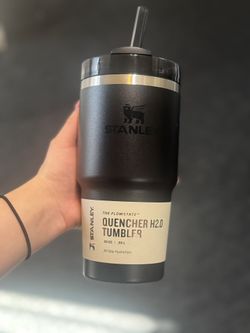 STANLEY
THE FLOWSTATE™
QUENCHER H2.0
TUMBLER
STANLEY